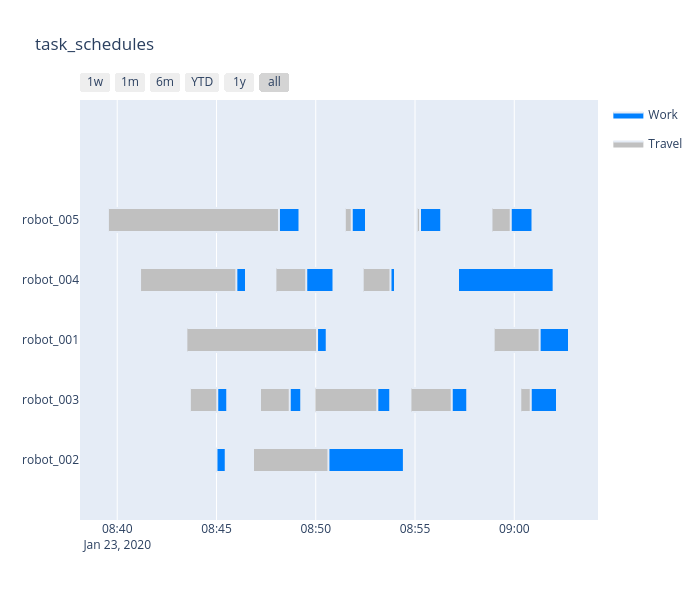 task_schedules
1w 1m 6m YTD 1y all
Work
Travel
robot_005
robot_004
robot_001
robot_003
robot_002
08:40 08:45 08:50 08:55 09:00
Jan 23, 2020